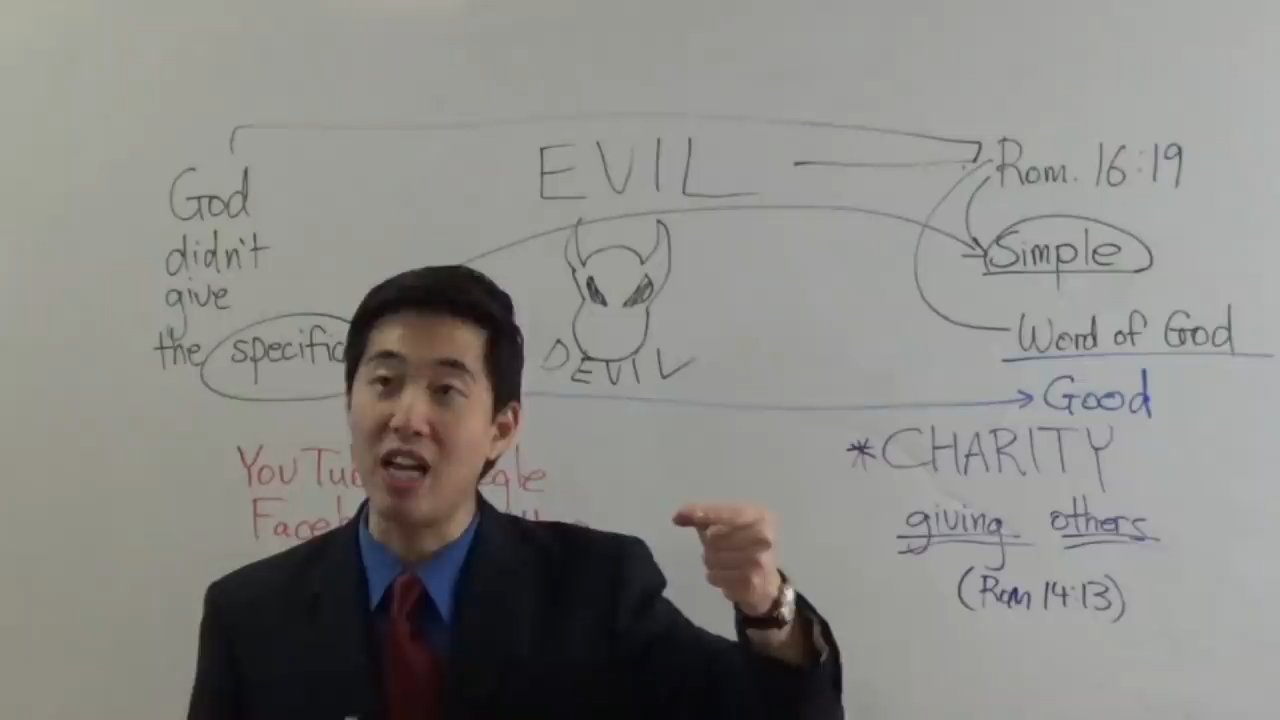 God
didn't
give
the specific
EVIL
DEVIL
Rom. 16:19
Simple
Word of God
Good
*CHARITY
giving others
(Rom 14:13)